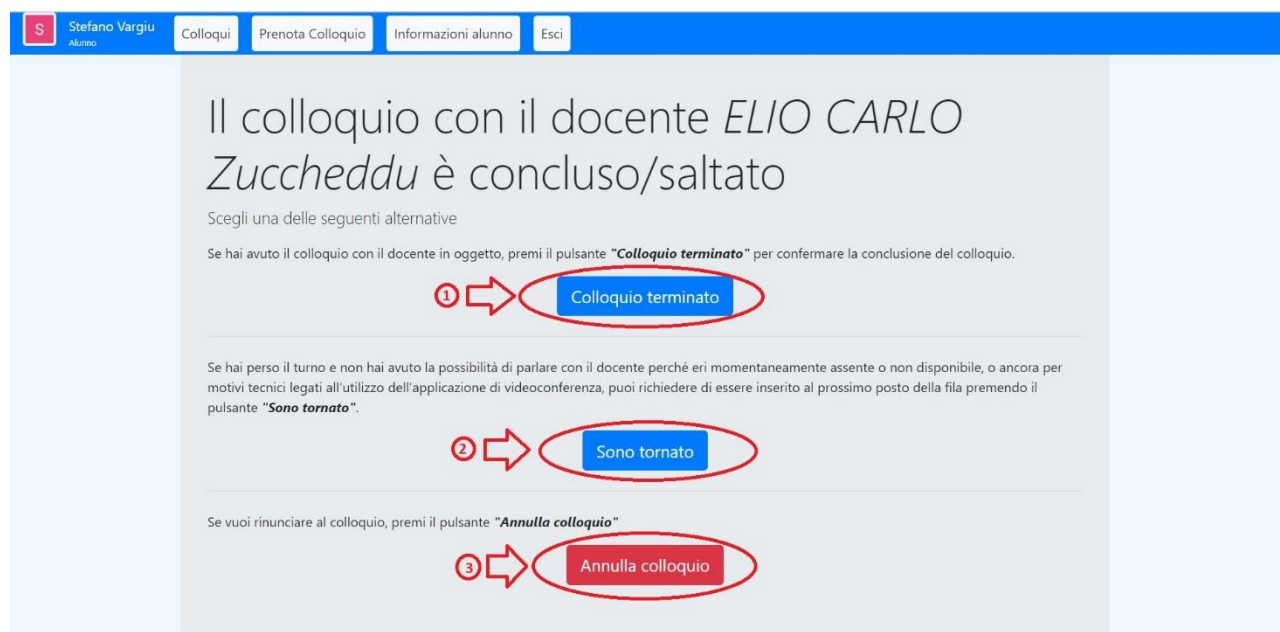 S
Stefano Vargiu
Alunno
Colloqui
Prenota Colloquio
Informazioni alunno
Esci
Il colloquio con il docente ELIO CARLO
Zuccheddu è concluso/saltato
Scegli una delle seguenti alternative
Se hai avuto il colloquio con il docente in oggetto, premi il pulsante "Colloquio terminato" per confermare la conclusione del colloquio.
1
Colloquio terminato
Se hai perso il turno e non hai avuto la possibilità di parlare con il docente perché eri momentaneamente assente o non disponibile, o ancora per
motivi tecnici legati all'utilizzo dell'applicazione di videoconferenza, puoi richiedere di essere inserito al prossimo posto della fila premendo il
pulsante "Sono tornato".
2
Sono tornato
Se vuoi rinunciare al colloquio, premi il pulsante "Annulla colloquio"
3
Annulla colloquio